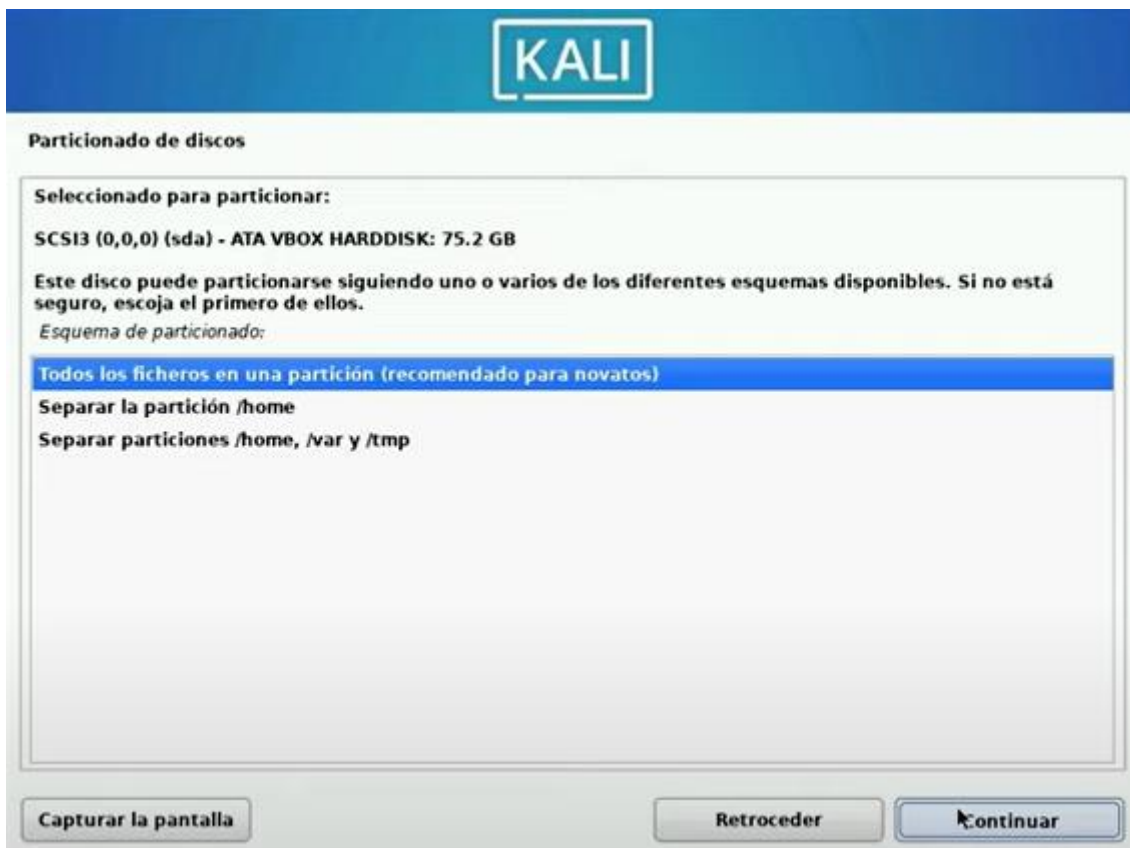 KALI
Particionado de discos
Seleccionado para particionar:
SCSI3 (0,0,0) (sda) - ATA VBOX HARDDISK: 75.2 GB
Este disco puede particionarse siguiendo uno o varios de los diferentes esquemas disponibles. Si no está
seguro, escoja el primero de ellos.
Esquema de particionado:
Todos los ficheros en una partición (recomendado para novatos)
Separar la partición /home
Separar particiones /home, /var y /tmp
Capturar la pantalla
Retroceder
Continuar